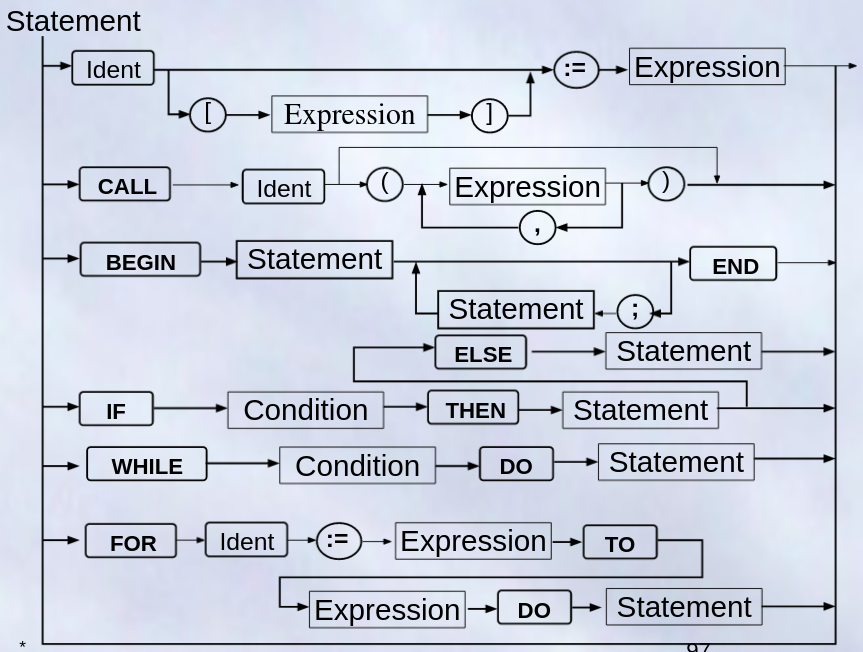 Statement
Ident := Expression
[ Expression ]
CALL Ident ( Expression )
,
BEGIN Statement END
Statement ;
ELSE Statement
IF Condition THEN Statement
WHILE Condition DO Statement
FOR Ident := Expression TO
Expression DO Statement
* 97